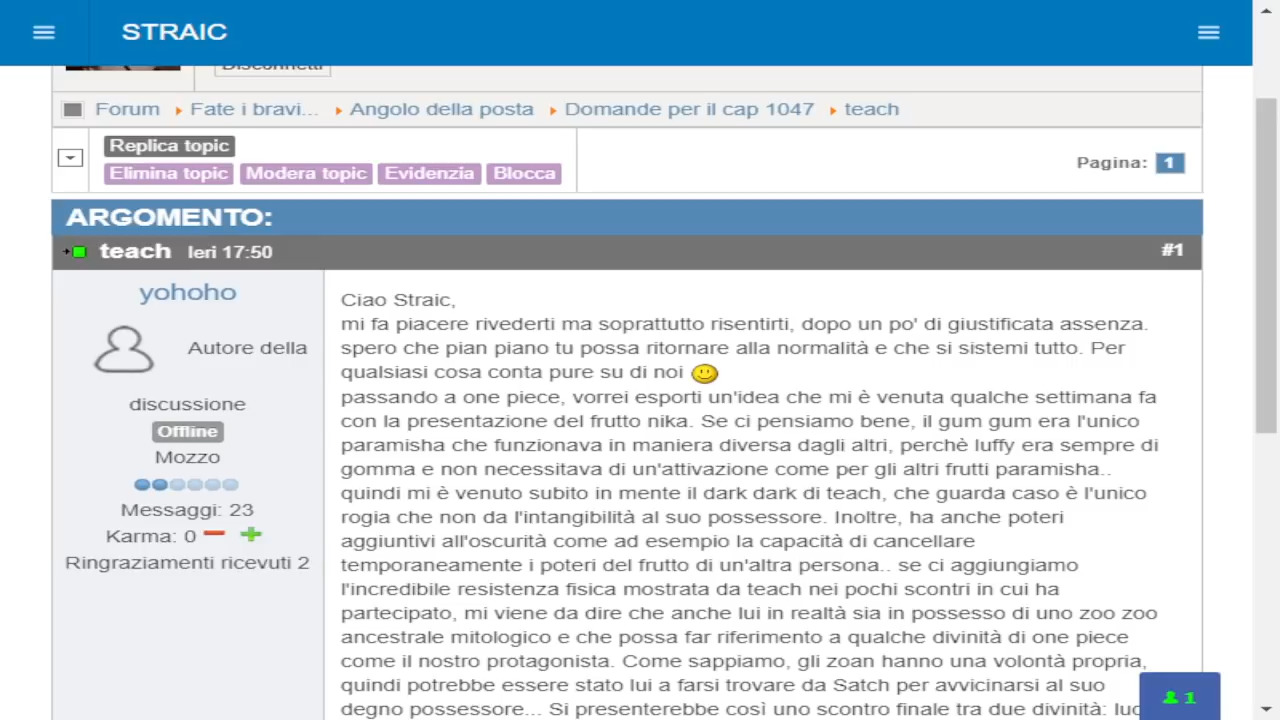 STRAIC
Disconnetti
Forum Fate i bravi... Angolo della posta Domande per il cap 1047 teach
Replica topic
Elimina topic Modera topic Evidenzia Blocca
Pagina: 1
ARGOMENTO:
teach Ieri 17:50 #1
yohoho
Autore della
discussione
Offline
Mozzo
Messaggi: 23
Karma: 0
Ringraziamenti ricevuti 2
Ciao Straic,
mi fa piacere rivederti ma soprattutto risentirti, dopo un po' di giustificata assenza.
spero che pian piano tu possa ritornare alla normalità e che si sistemi tutto. Per
qualsiasi cosa conta pure su di noi
passando a one piece, vorrei esporti un'idea che mi è venuta qualche settimana fa
con la presentazione del frutto nika. Se ci pensiamo bene, il gum gum era l'unico
paramisha che funzionava in maniera diversa dagli altri, perchè luffy era sempre di
gomma e non necessitava di un'attivazione come per gli altri frutti paramisha..
quindi mi è venuto subito in mente il dark dark di teach, che guarda caso è l'unico
rogia che non da l'intangibilità al suo possessore. Inoltre, ha anche poteri
aggiuntivi all'oscurità come ad esempio la capacità di cancellare
temporaneamente i poteri del frutto di un'altra persona.. se ci aggiungiamo
l'incredibile resistenza fisica mostrata da teach nei pochi scontri in cui ha
partecipato, mi viene da dire che anche lui in realtà sia in possesso di uno zoo zoo
ancestrale mitologico e che possa far riferimento a qualche divinità di one piece
come il nostro protagonista. Come sappiamo, gli zoan hanno una volontà propria,
quindi potrebbe essere stato lui a farsi trovare da Satch per avvicinarsi al suo
degno possessore... Si presenterebbe così uno scontro finale tra due divinità:
1